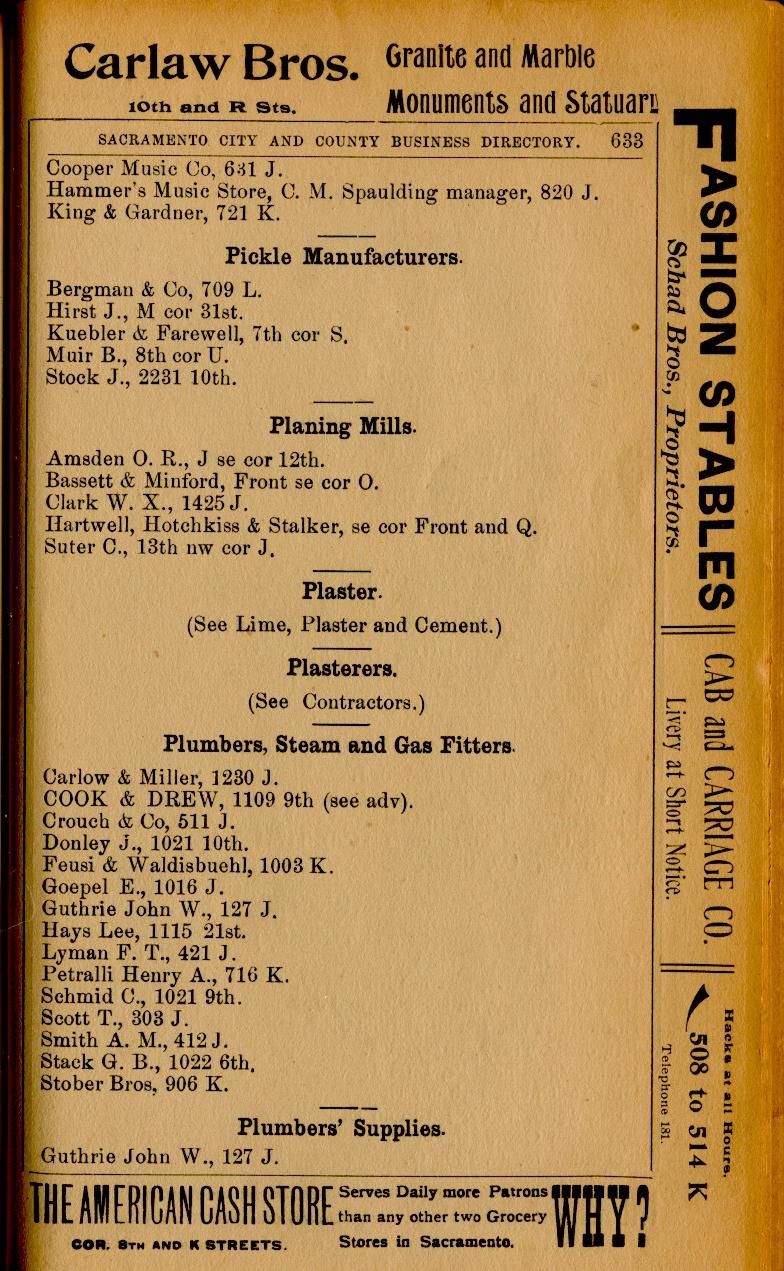 Carlaw Bros.
10th and R Sts.
Granite and Marble
Monuments and Statuary
SACRAMENTO CITY AND COUNTY BUSINESS DIRECTORY. 633
Cooper Music Co, 631 J.
Hammer's Music Store, C. M. Spaulding manager, 820 J.
King & Gardner, 721 K.
Pickle Manufacturers.
Bergman & Co, 709 L.
Hirst J., M cor 31st.
Kuebler & Farewell, 7th cor S.
Muir B., 8th cor U.
Stock J., 2231 10th.
Planing Mills.
Amsden O. R., J se cor 12th.
Bassett & Minford, Front se cor O.
Clark W. X., 1425 J.
Hartwell, Hotchkiss & Stalker, se cor Front and Q.
Suter C., 13th nw cor J.
Plaster.
(See Lime, Plaster and Cement.)
Plasterers.
(See Contractors.)
Plumbers, Steam and Gas Fitters.
Carlow & Miller, 1230 J.
COOK & DREW, 1109 9th (see adv).
Crouch & Co, 511 J.
Donley J., 1021 10th.
Feusi & Waldisbuehl, 1003 K.
Goepel E., 1016 J.
Guthrie John W., 127 J.
Hays Lee, 1115 21st.
Lyman F. T., 421 J.
Petralli Henry A., 716 K.
Schmid C., 1021 9th.
Scott T., 303 J.
Smith A. M., 412 J.
Stack G. B., 1022 6th.
Stober Bros, 906 K.
Plumbers' Supplies.
Guthrie John W., 127 J.
THE AMERICAN CASH STORE
COR. 8TH AND K STREETS.
Serves Daily more Patrons
than any other two Grocery
Stores in Sacramento.
WHY?
FASHION STABLES
Schad Bros., Proprietors.
CAB and CARRIAGE CO.
Livery at Short Notice.
Hacks at all Hours.
508 to 514 K
Telephone 181.